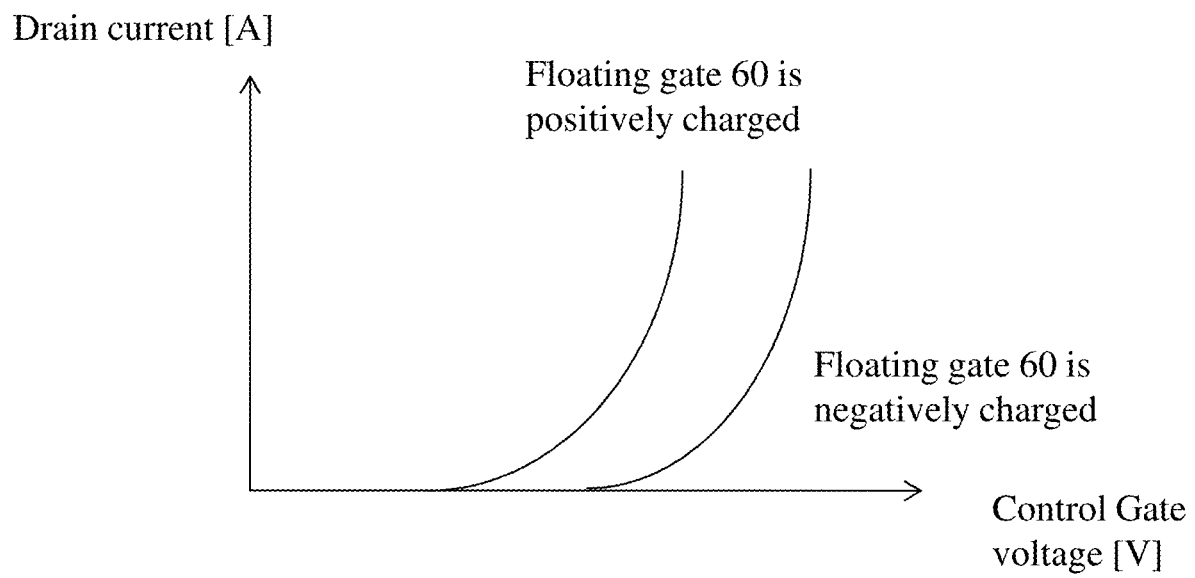 Drain current [A]
Floating gate 60 is
positively charged
Floating gate 60 is
negatively charged
Control Gate
voltage [V]